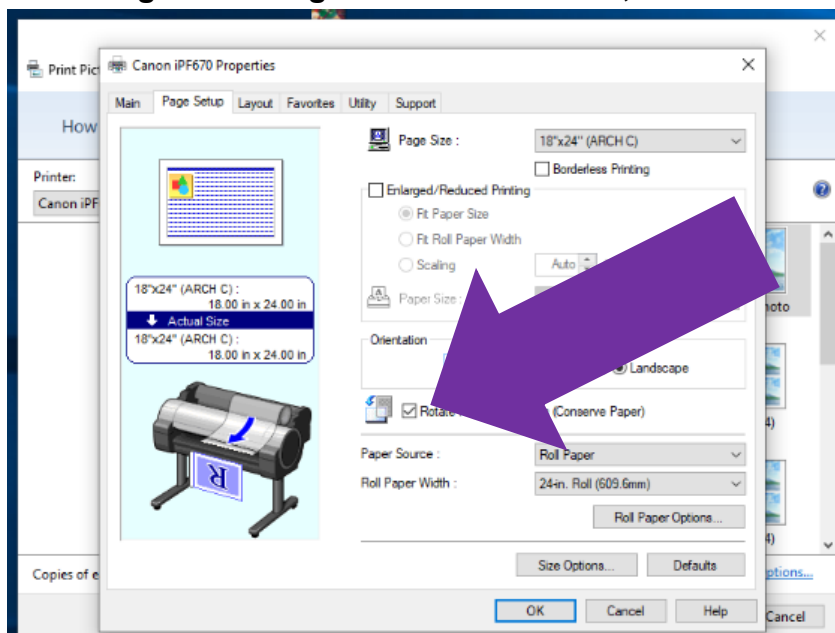 Print Pic
Canon iPF670 Properties
Main Page Setup Layout Favorites Utility Support
How
Page Size : 18"x24" (ARCH C)
Borderless Printing
Printer:
Enlarged/Reduced Printing
Canon iPF
Fit Paper Size
Fit Roll Paper Width
Scaling Auto
18"x24" (ARCH C) :
18.00 in x 24.00 in
Paper Size :
Actual Size
18"x24" (ARCH C) :
18.00 in x 24.00 in
Orientation
Landscape
Rotate (Conserve Paper)
Paper Source : Roll Paper
R
Roll Paper Width : 24-in. Roll (609.6mm)
Roll Paper Options...
Size Options... Defaults
Copies of e
ptions...
OK Cancel Help
Cancel
hoto
4)
4)